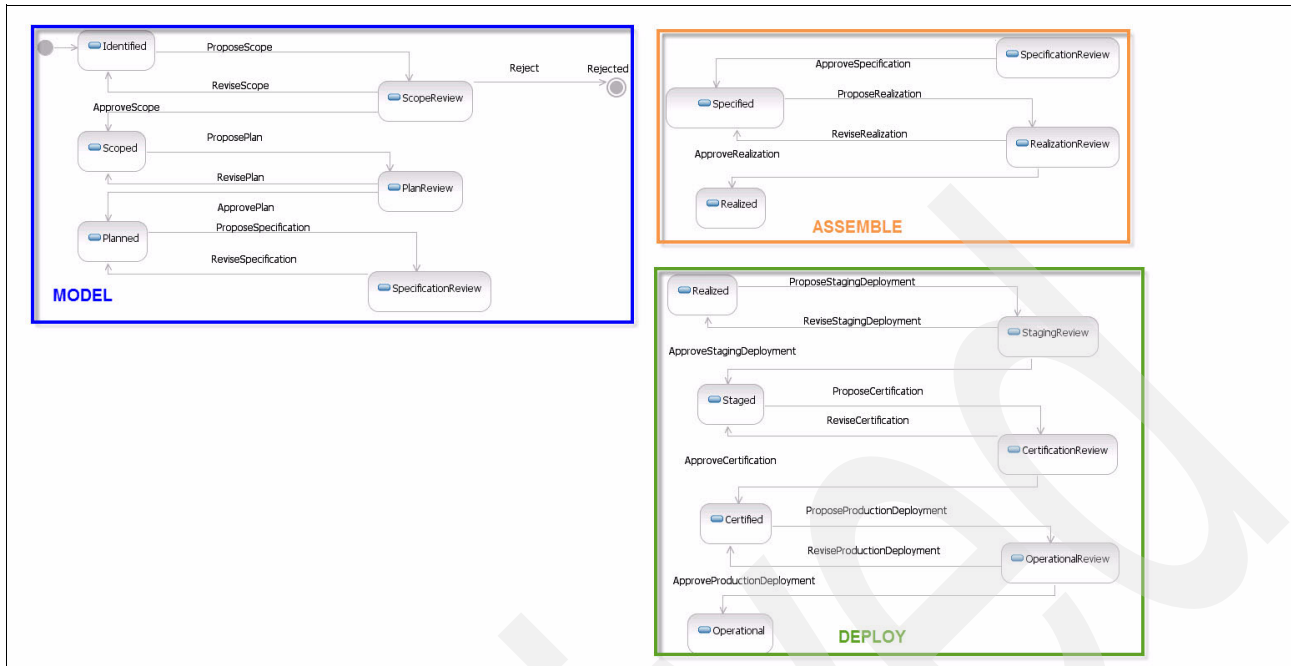 Identified
ProposeScope
Reject
Rejected
ReviseScope
ScopeReview
ApproveScope
ProposePlan
Scoped
RevisePlan
PlanReview
ApprovePlan
ProposeSpecification
Planned
ReviseSpecification
SpecificationReview
MODEL
SpecificationReview
ApproveSpecification
ProposeRealization
Specified
ReviseRealization
RealizationReview
ApproveRealization
Realized
ASSEMBLE
ProposeStagingDeployment
Realized
ReviseStagingDeployment
StagingReview
ApproveStagingDeployment
ProposeCertification
Staged
ReviseCertification
CertificationReview
ApproveCertification
ProposeProductionDeployment
Certified
ReviseProductionDeployment
OperationalReview
ApproveProductionDeployment
Operational
DEPLOY